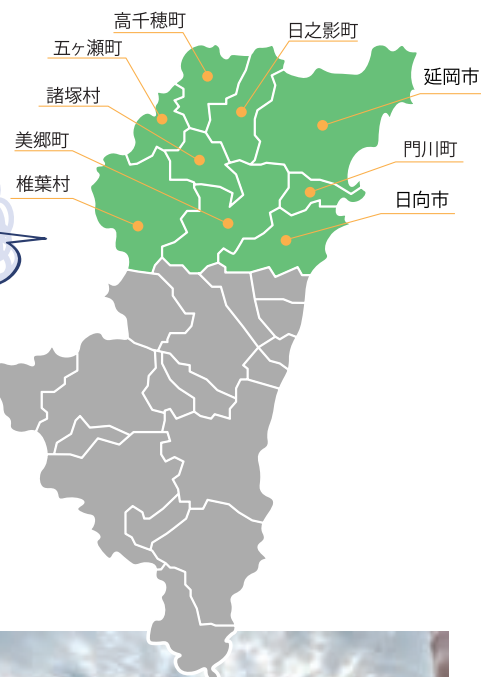 高千穂町
日之影町
五ヶ瀬町
延岡市
諸塚村
美郷町
門川町
椎葉村
日向市